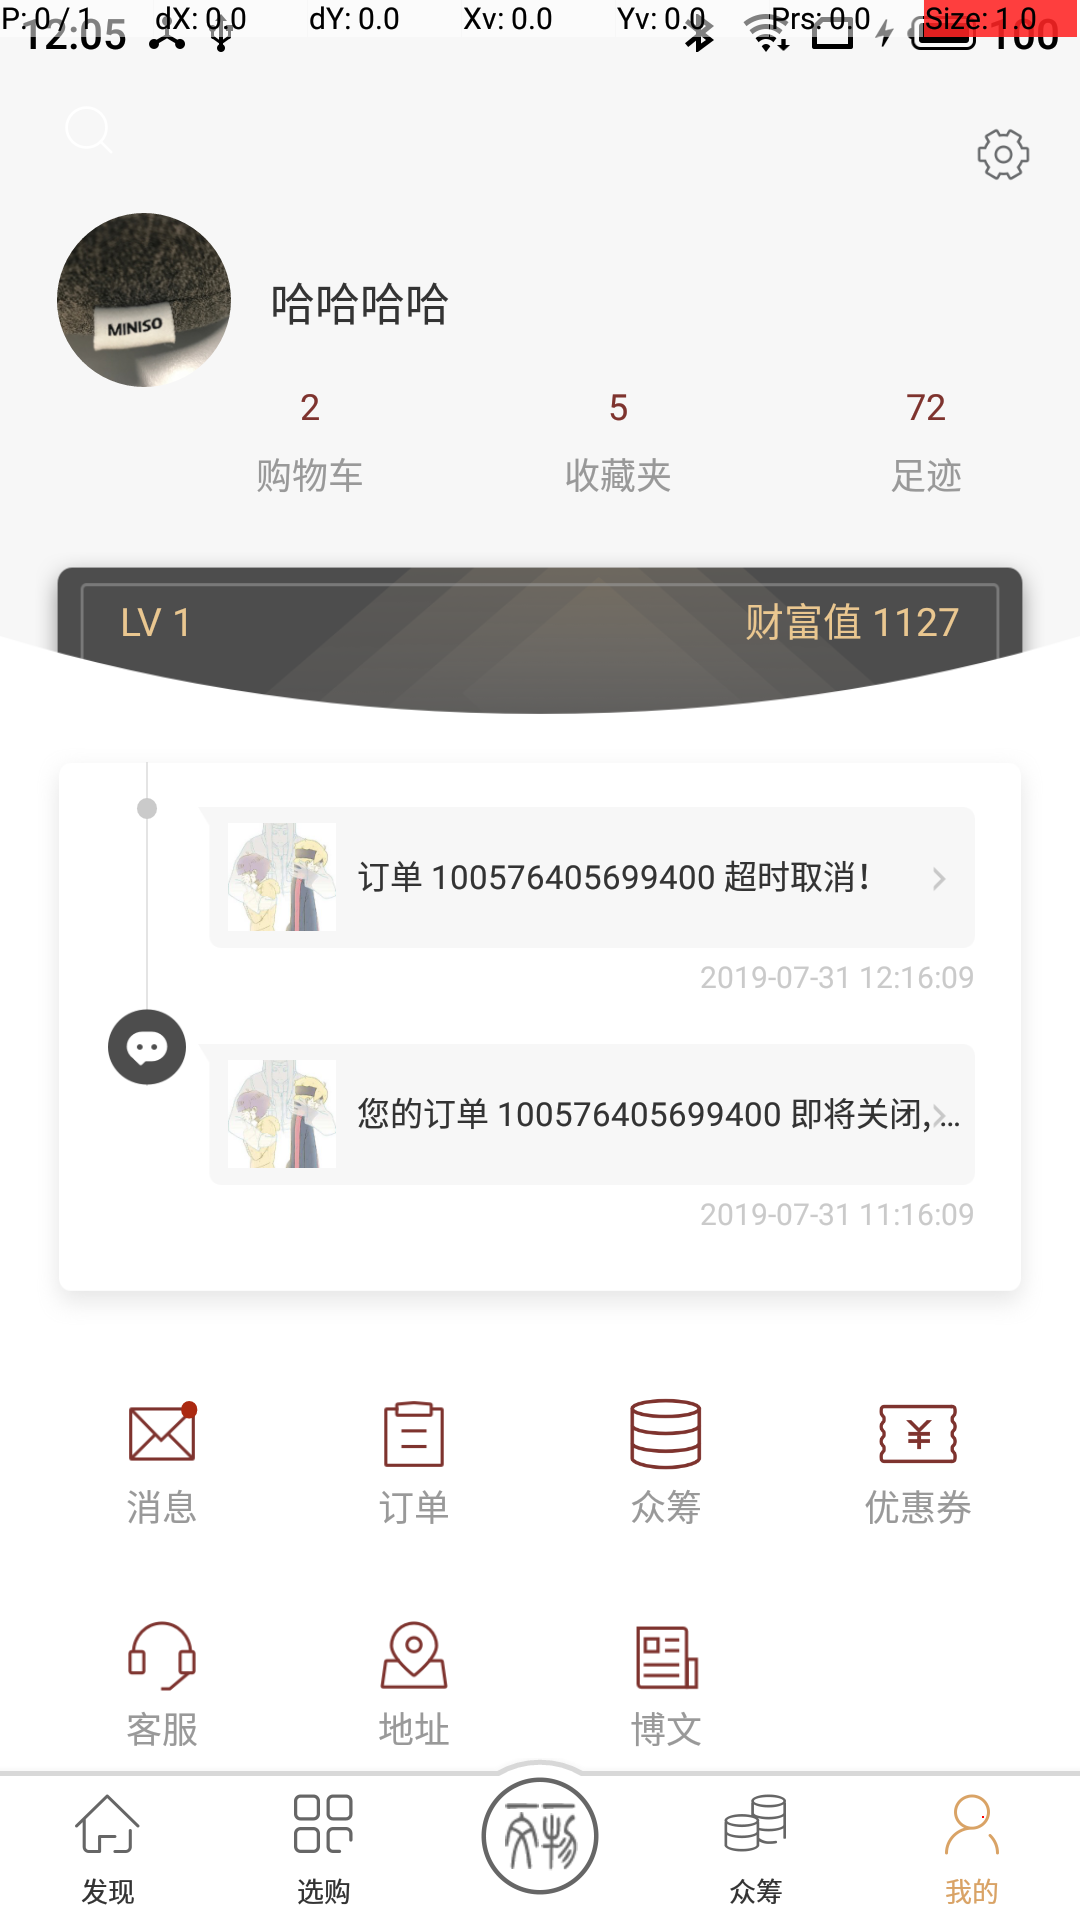 P: 0 / 1 dX: 0.0 dY: 0.0 Xv: 0.0 Yv: 0.0 Prs: 0.0 Size: 1.0
12:05 100
MINISO
哈哈哈哈
2 5 72
购物车 收藏夹 足迹
LV 1 财富值 1127
订单 100576405699400 超时取消！
2019-07-31 12:16:09
您的订单 100576405699400 即将关闭, ...
2019-07-31 11:16:09
消息 订单 众筹 优惠券
客服 地址 博文
发现 选购 众筹 我的